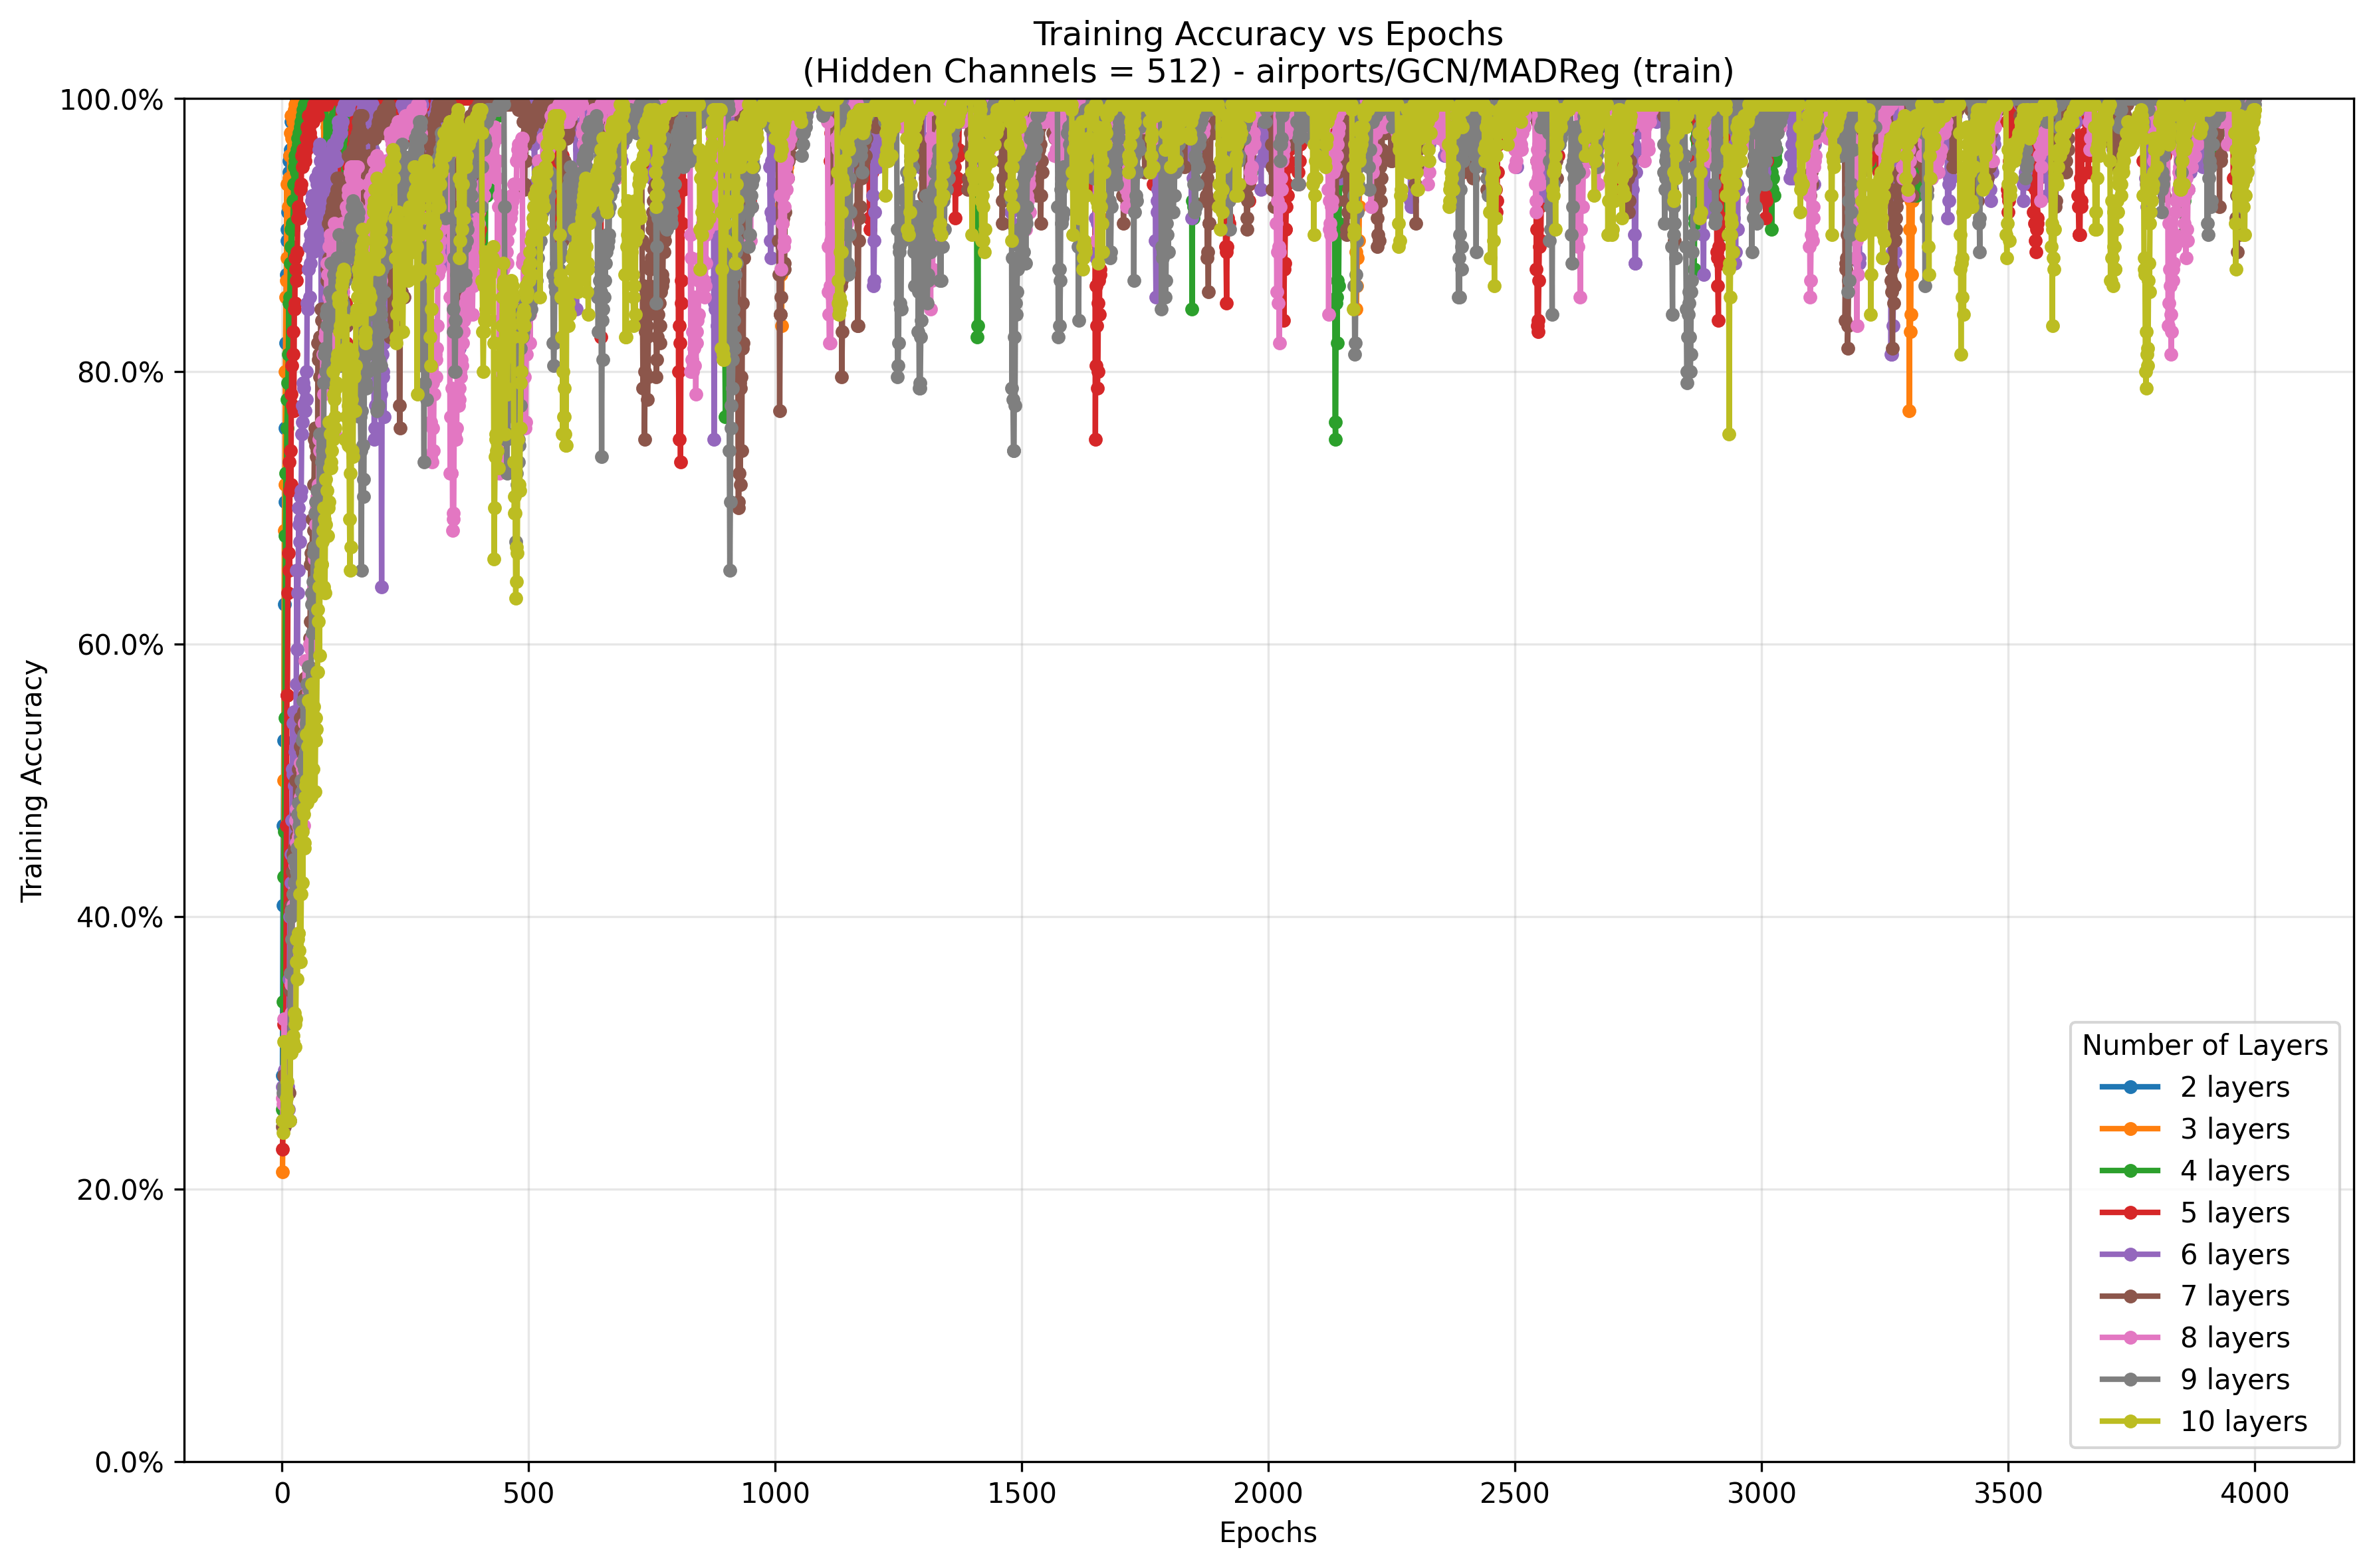 Training Accuracy vs Epochs
(Hidden Channels = 512) - airports/GCN/MADReg (train)
100.0%
80.0%
60.0%
40.0%
20.0%
0.0%
Training Accuracy
0
500
1000
1500
2000
2500
3000
3500
4000
Epochs
Number of Layers
2 layers
3 layers
4 layers
5 layers
6 layers
7 layers
8 layers
9 layers
10 layers